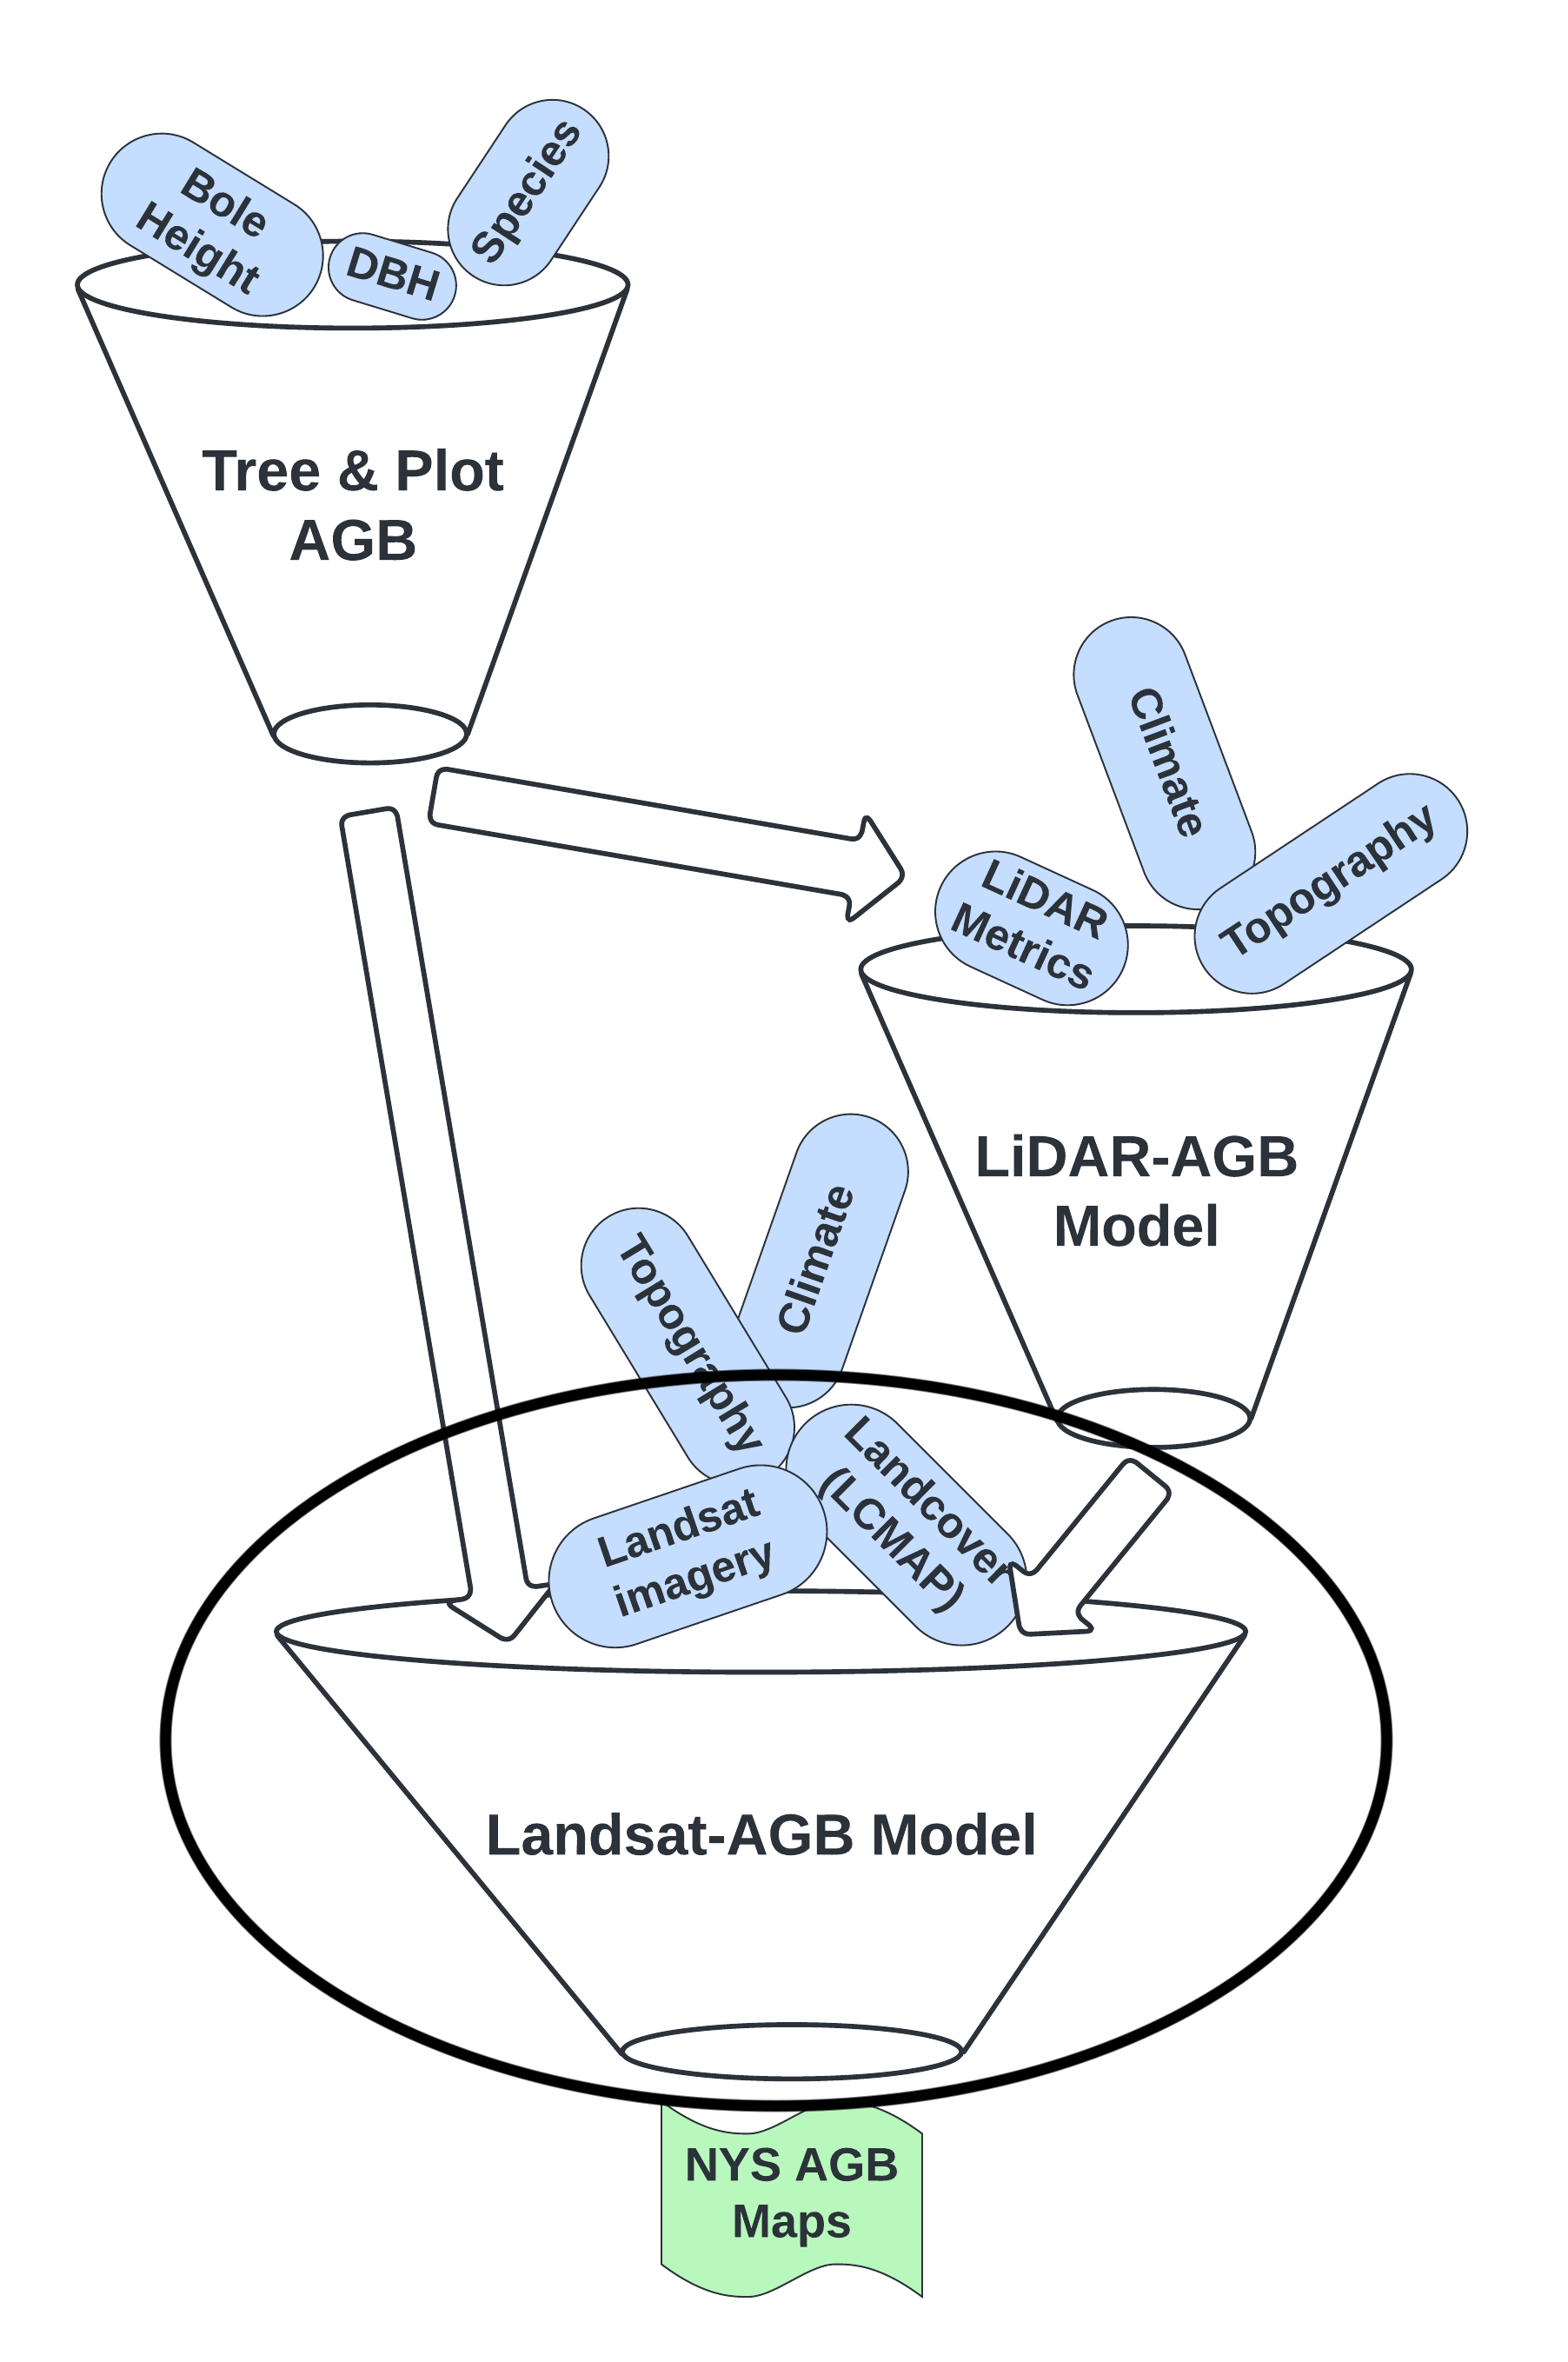 Bole
Height
DBH
Species
Tree & Plot
AGB
Climate
LiDAR
Metrics
Topography
LiDAR-AGB
Model
Topography
Climate
Landsat
imagery
Landcover
(LCMAP)
Landsat-AGB Model
NYS AGB
Maps